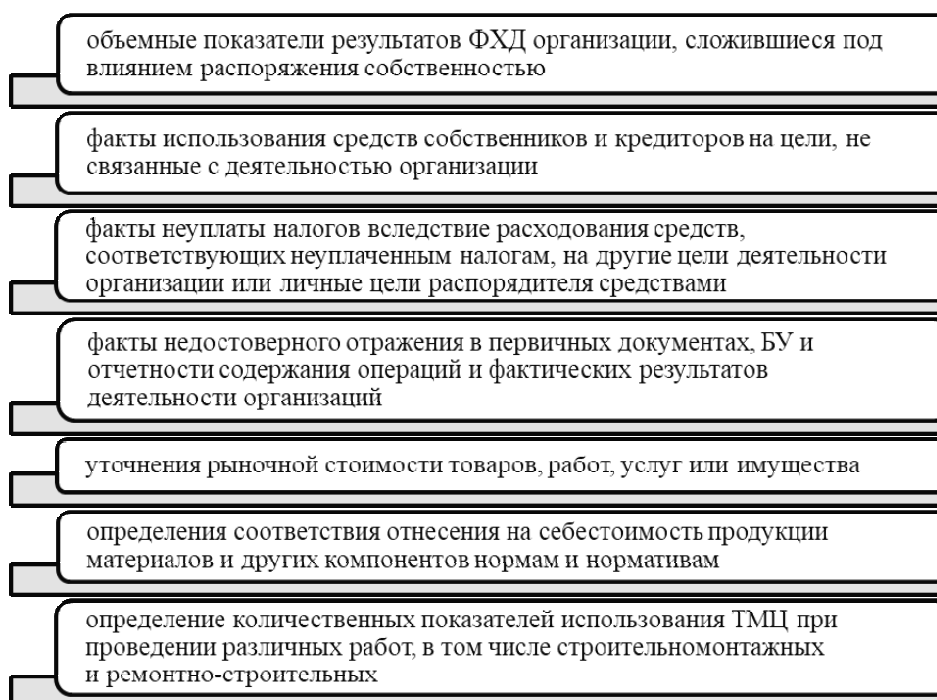 объемные показатели результатов ФХД организации, сложившиеся под
влиянием распоряжения собственностью
факты использования средств собственников и кредиторов на цели, не
связанные с деятельностью организации
факты неуплаты налогов вследствие расходования средств,
соответствующих неуплаченным налогам, на другие цели деятельности
организации или личные цели распорядителя средствами
факты недостоверного отражения в первичных документах, БУ и
отчетности содержания операций и фактических результатов
деятельности организаций
уточнения рыночной стоимости товаров, работ, услуг или имущества
определения соответствия отнесения на себестоимость продукции
материалов и других компонентов нормам и нормативам
определение количественных показателей использования ТМЦ при
проведении различных работ, в том числе строительномонтажных
и ремонтно-строительных